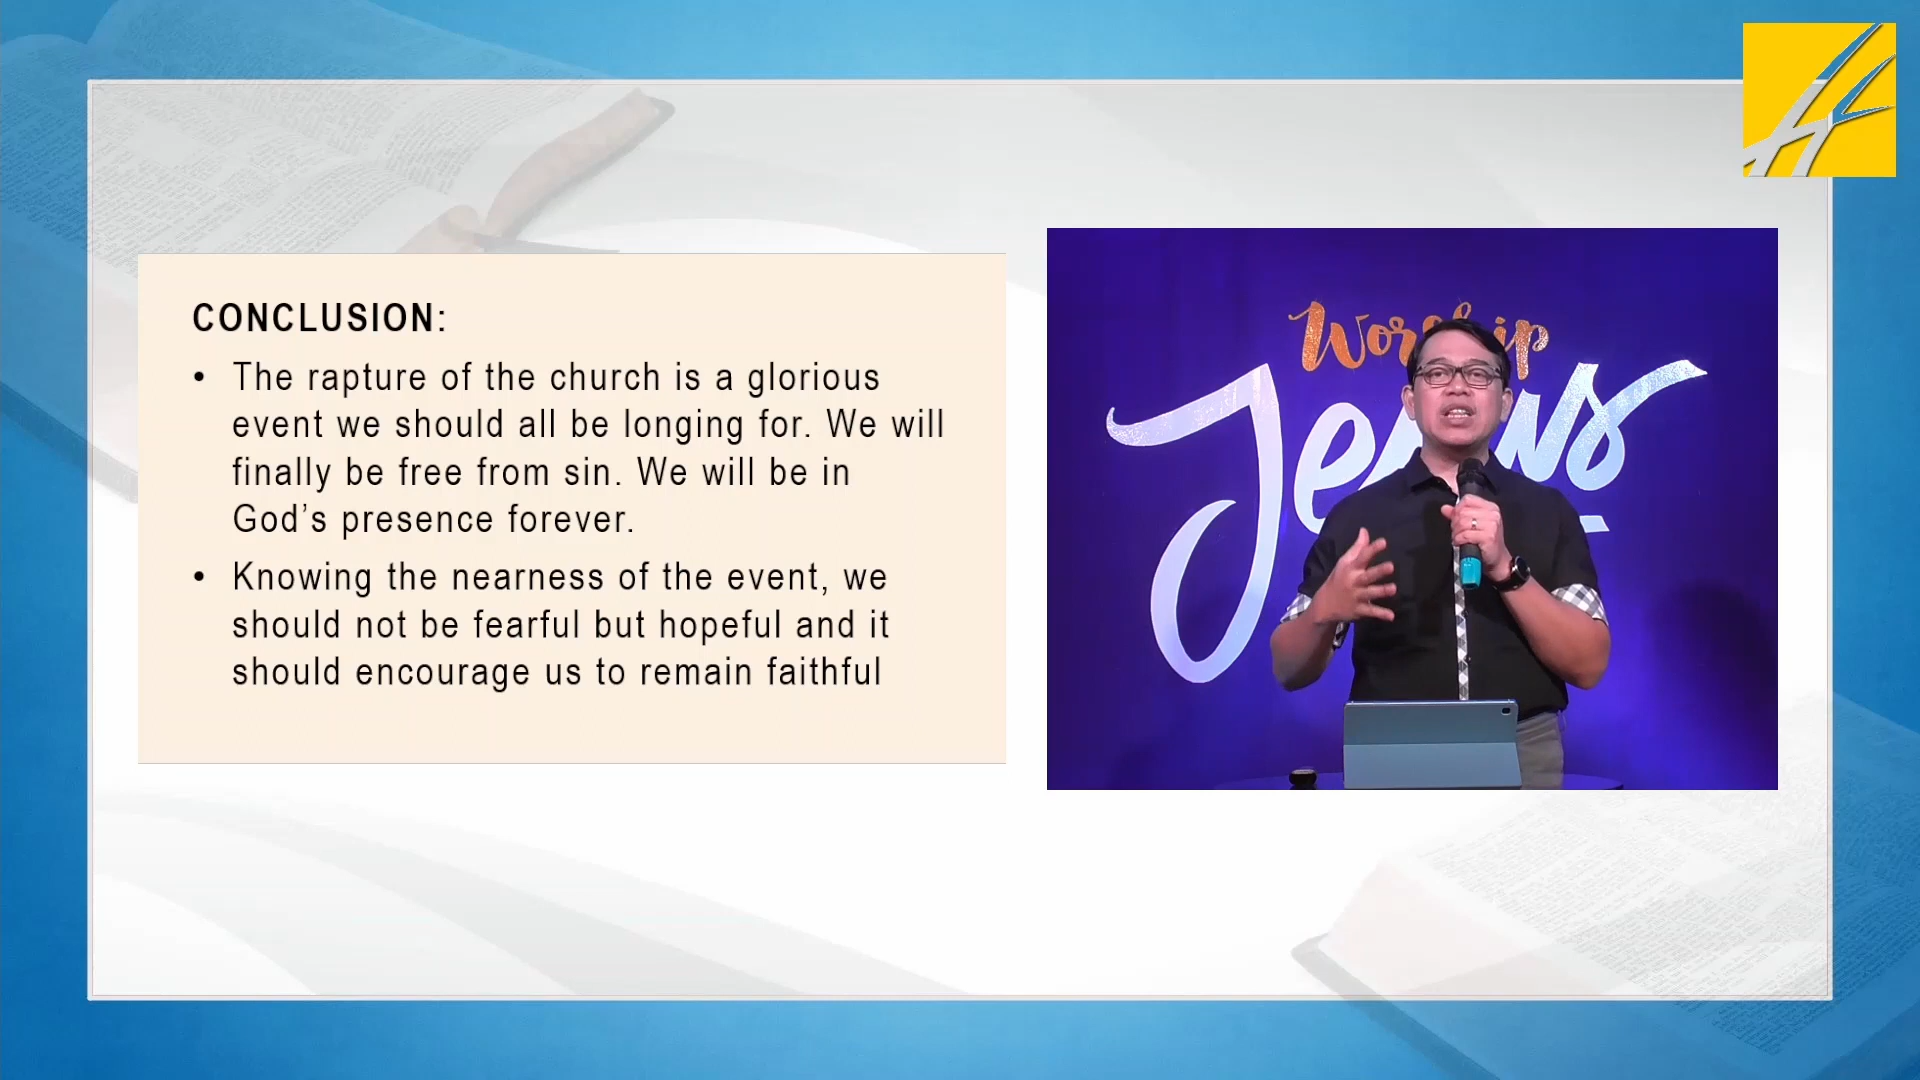 CONCLUSION:
• The rapture of the church is a glorious
event we should all be longing for. We will
finally be free from sin. We will be in
God’s presence forever.
• Knowing the nearness of the event, we
should not be fearful but hopeful and it
should encourage us to remain faithful
Worship
Jesus